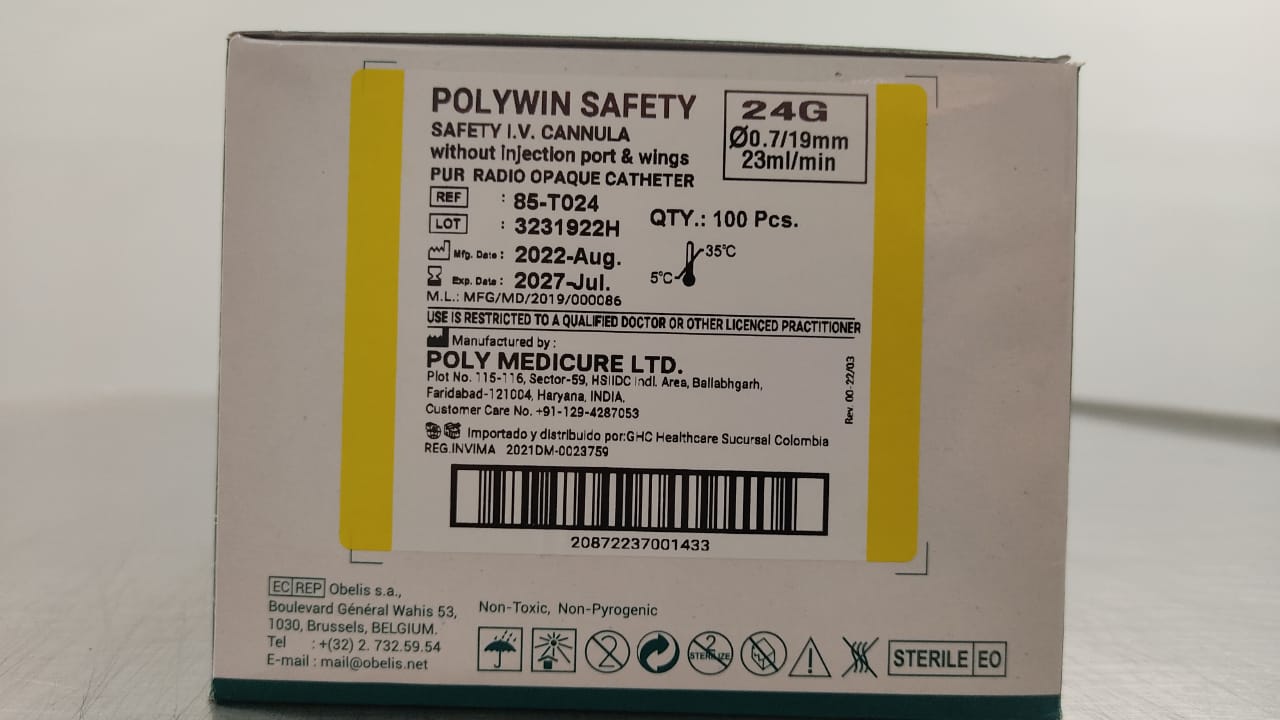 POLYWIN SAFETY
SAFETY I.V. CANNULA
without injection port & wings
PUR RADIO OPAQUE CATHETER
24G
Ø0.7/19mm
23ml/min
REF : 85-T024
LOT : 3231922H
QTY.: 100 Pcs.
Mfg. Date : 2022-Aug.
Exp. Date : 2027-Jul.
35°C
5°C
M.L.: MFG/MD/2019/000086
USE IS RESTRICTED TO A QUALIFIED DOCTOR OR OTHER LICENCED PRACTITIONER
Manufactured by :
POLY MEDICURE LTD.
Plot No. 115-116, Sector-59, HSIIDC Indl. Area, Ballabhgarh,
Faridabad-121004, Haryana, INDIA,
Customer Care No. +91-129-4287053
Rev. 00- 22/03
Importado y distribuido por:GHC Healthcare Sucursal Colombia
REG.INVIMA 2021DM-0023759
20872237001433
EC REP Obelis s.a.,
Boulevard Général Wahis 53,
1030, Brussels, BELGIUM.
Tel : +(32) 2. 732.59.54
E-mail : mail@obelis.net
Non-Toxic, Non-Pyrogenic
2
2
STERILIZE
STERILE EO